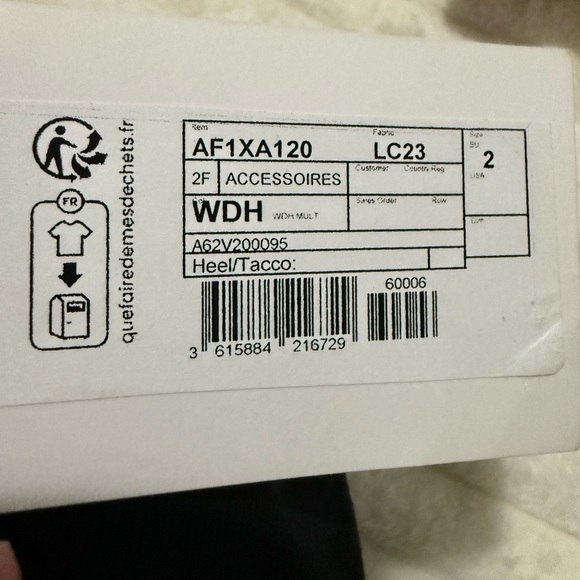 quefairedemesdechets.fr
FR
Item
Fabric
AF1XA120 LC23
Size
EU
2
USA
2F ACCESSOIRES
Customer Country Reg
WDH WDH MULT
Sales Order Row
A62V200095
Heel/Tacco:
60006
3 615884 216729